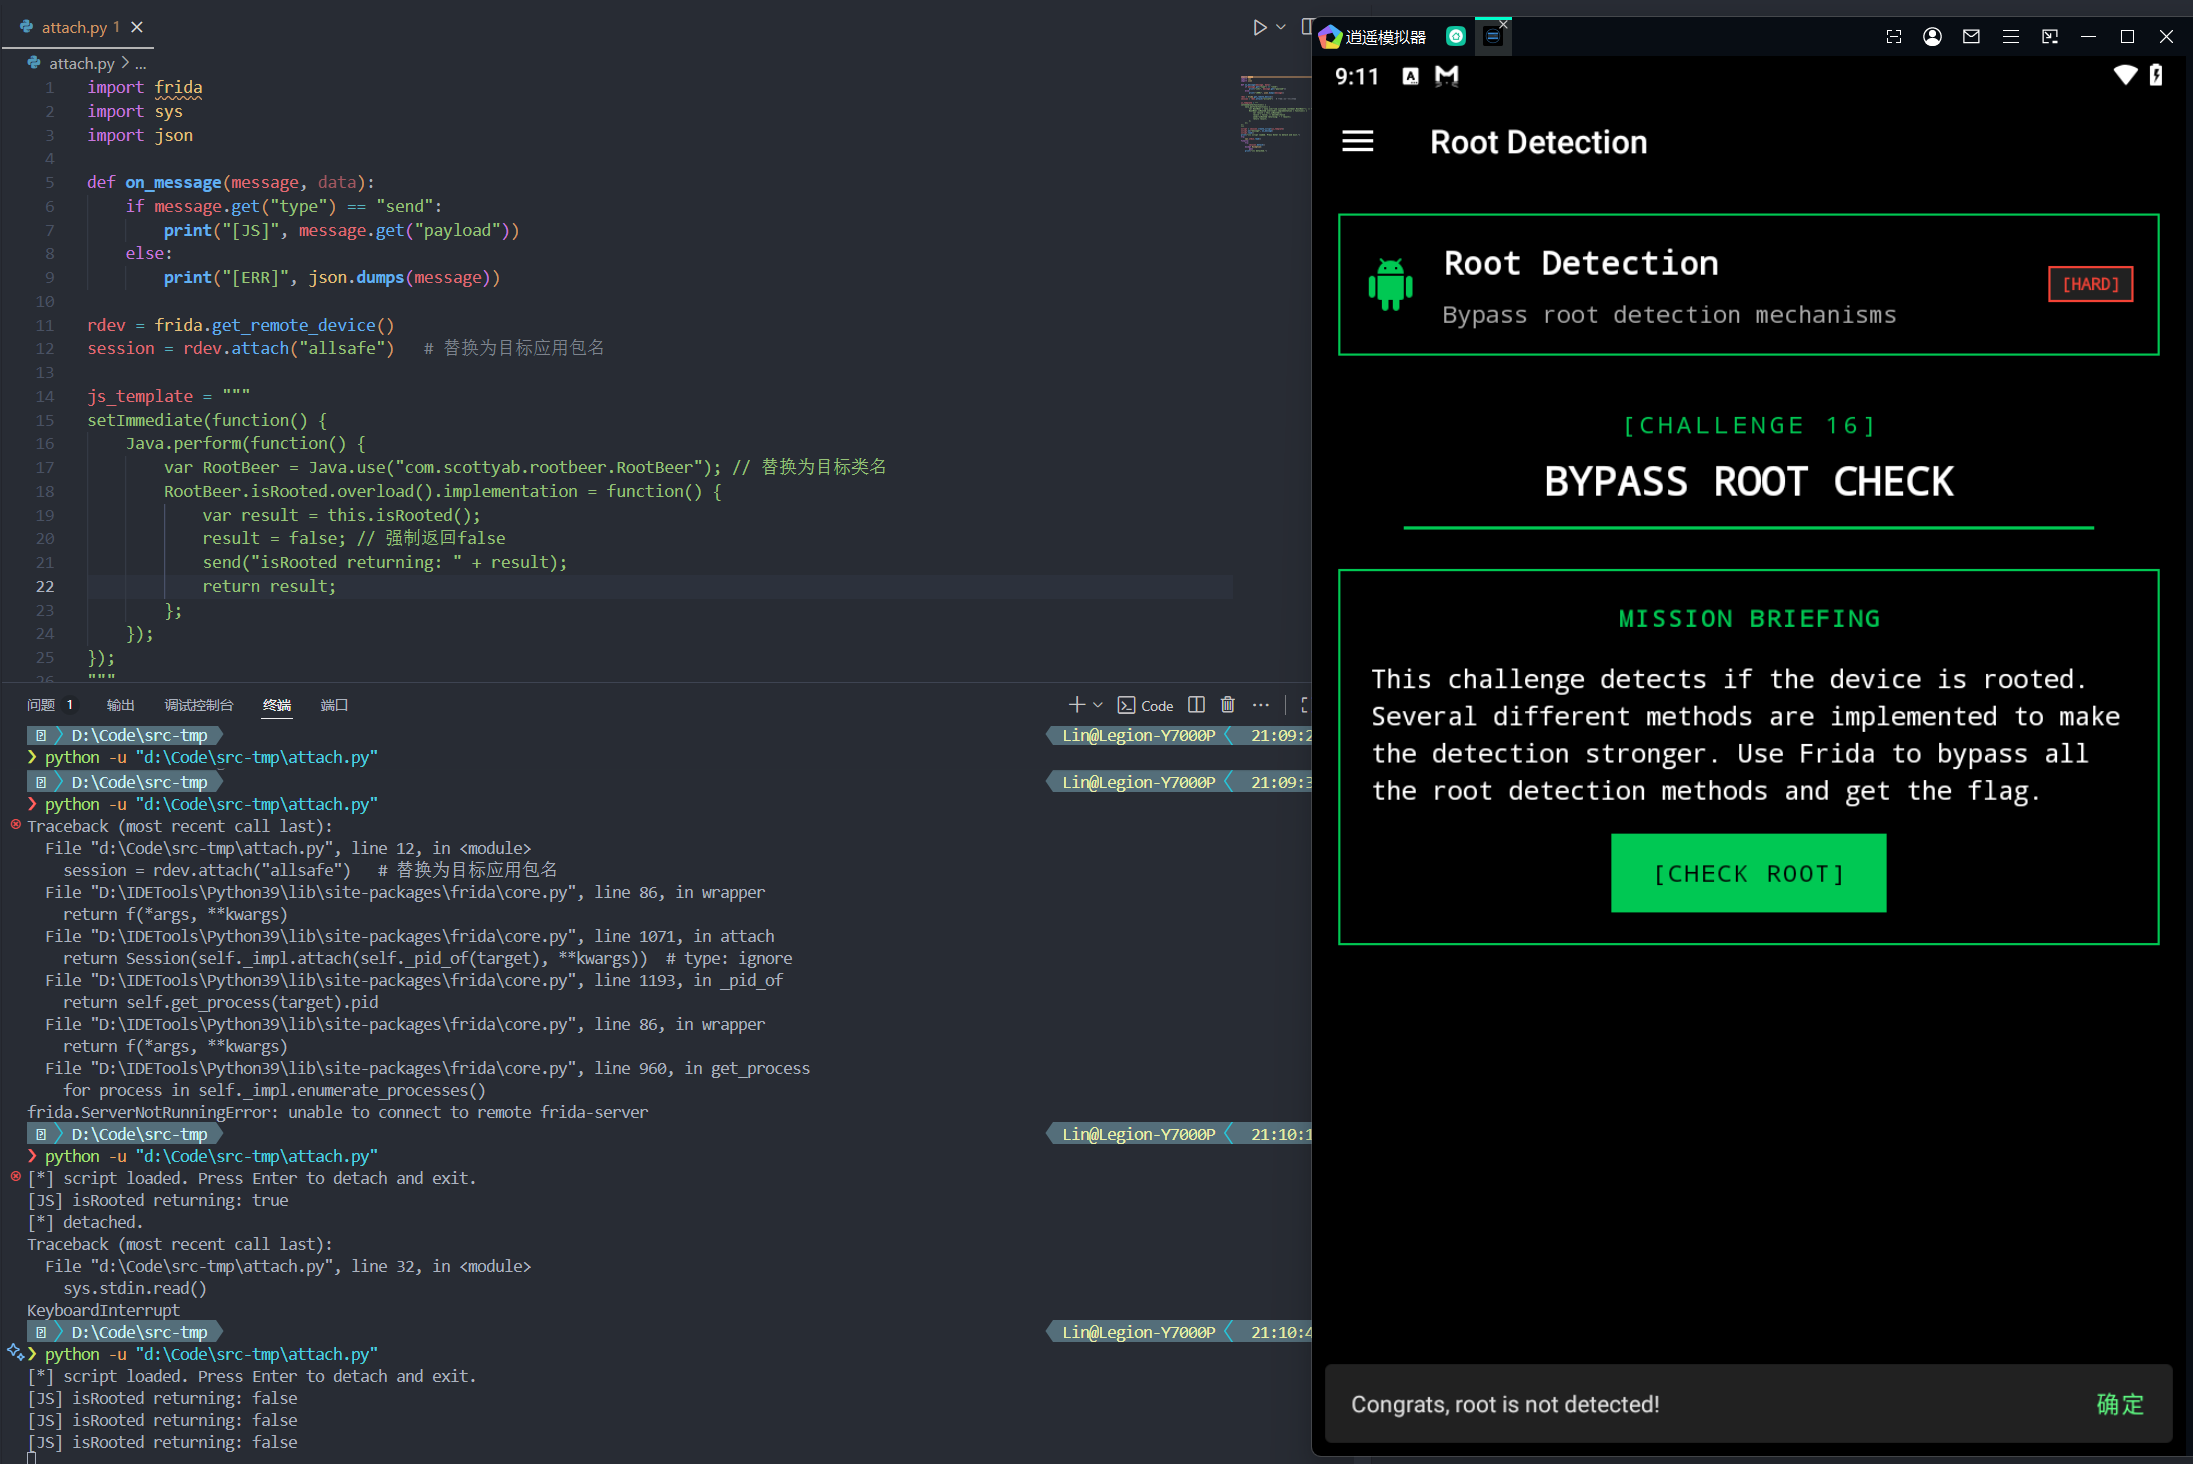 attach.py 1
attach.py > ...
1 import frida
2 import sys
3 import json
4
5 def on_message(message, data):
6 if message.get("type") == "send":
7 print("[JS]", message.get("payload"))
8 else:
9 print("[ERR]", json.dumps(message))
10
11 rdev = frida.get_remote_device()
12 session = rdev.attach("allsafe") # 替换为目标应用包名
13
14 js_template = """
15 setImmediate(function() {
16 Java.perform(function() {
17 var RootBeer = Java.use("com.scottyab.rootbeer.RootBeer"); // 替换为目标类名
18 RootBeer.isRooted.overload().implementation = function() {
19 var result = this.isRooted();
20 result = false; // 强制返回false
21 send("isRooted returning: " + result);
22 return result;
23 };
24 });
25 });
26 """
问题 1 输出 调试控制台 终端 端口
Code
D:\Code\src-tmp Lin@Legion-Y7000P 21:09:2
❯ python -u "d:\Code\src-tmp\attach.py"
D:\Code\src-tmp Lin@Legion-Y7000P 21:09:3
❯ python -u "d:\Code\src-tmp\attach.py"
Traceback (most recent call last):
File "d:\Code\src-tmp\attach.py", line 12, in <module>
session = rdev.attach("allsafe") # 替换为目标应用包名
File "D:\IDETools\Python39\lib\site-packages\frida\core.py", line 86, in wrapper
return f(*args, **kwargs)
File "D:\IDETools\Python39\lib\site-packages\frida\core.py", line 1071, in attach
return Session(self._impl.attach(self._pid_of(target), **kwargs)) # type: ignore
File "D:\IDETools\Python39\lib\site-packages\frida\core.py", line 1193, in _pid_of
return self.get_process(target).pid
File "D:\IDETools\Python39\lib\site-packages\frida\core.py", line 86, in wrapper
return f(*args, **kwargs)
File "D:\IDETools\Python39\lib\site-packages\frida\core.py", line 960, in get_process
for process in self._impl.enumerate_processes()
frida.ServerNotRunningError: unable to connect to remote frida-server
D:\Code\src-tmp Lin@Legion-Y7000P 21:10:1
❯ python -u "d:\Code\src-tmp\attach.py"
[*] script loaded. Press Enter to detach and exit.
[JS] isRooted returning: true
[*] detached.
Traceback (most recent call last):
File "d:\Code\src-tmp\attach.py", line 32, in <module>
sys.stdin.read()
KeyboardInterrupt
D:\Code\src-tmp Lin@Legion-Y7000P 21:10:4
❯ python -u "d:\Code\src-tmp\attach.py"
[*] script loaded. Press Enter to detach and exit.
[JS] isRooted returning: false
[JS] isRooted returning: false
[JS] isRooted returning: false
逍遥模拟器
9:11
Root Detection
Root Detection
Bypass root detection mechanisms
[HARD]
[CHALLENGE 16]
BYPASS ROOT CHECK
MISSION BRIEFING
This challenge detects if the device is rooted.
Several different methods are implemented to make
the detection stronger. Use Frida to bypass all
the root detection methods and get the flag.
[CHECK ROOT]
Congrats, root is not detected!
确定